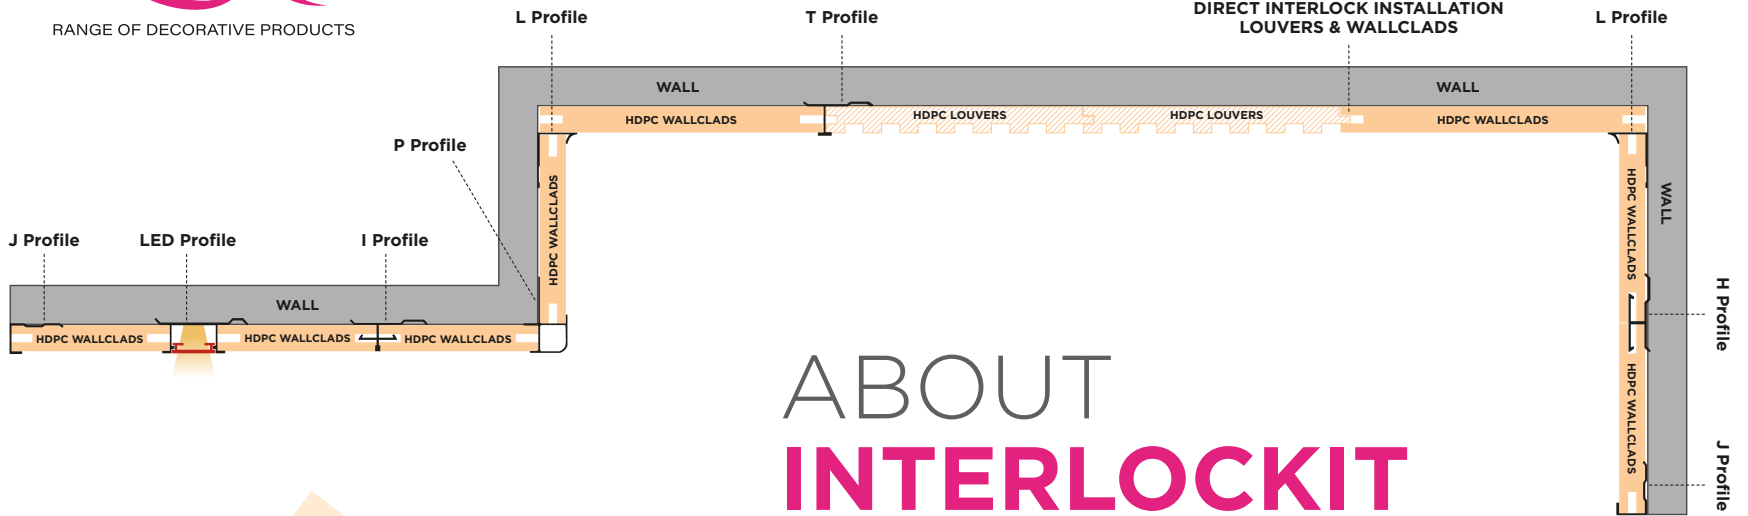 RANGE OF DECORATIVE PRODUCTS
L Profile
T Profile
DIRECT INTERLOCK INSTALLATION
LOUVERS & WALLCLADS
L Profile
WALL
WALL
HDPC WALLCLADS
HDPC LOUVERS
HDPC LOUVERS
HDPC WALLCLADS
P Profile
HDPC WALLCLADS
HDPC WALLCLADS
WALL
J Profile
LED Profile
I Profile
WALL
HDPC WALLCLADS
HDPC WALLCLADS
HDPC WALLCLADS
H Profile
HDPC WALLCLADS
J Profile
ABOUT
INTERLOCKIT